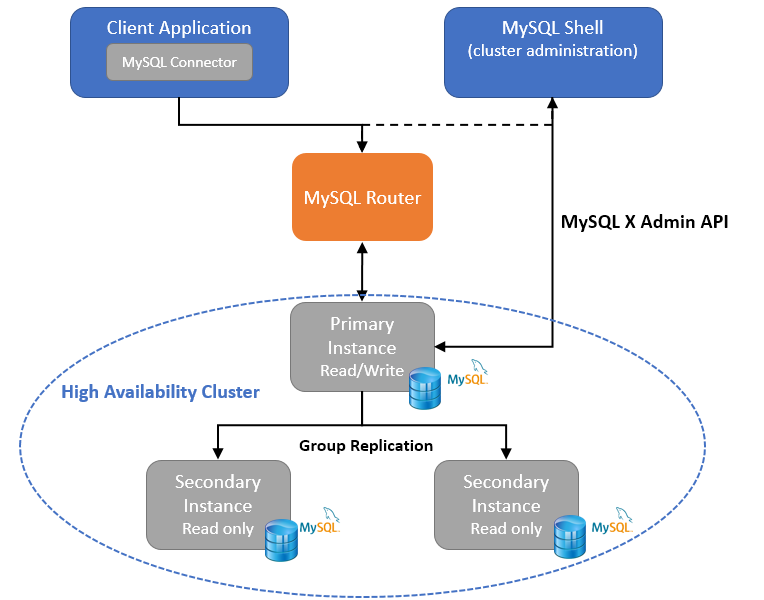 Client Application
MySQL Connector
MySQL Shell
(cluster administration)
MySQL Router
MySQL X Admin API
Primary
Instance
Read/Write
MySQL.
High Availability Cluster
Group Replication
Secondary
Instance
Read only
MySQL.
Secondary
Instance
Read only
MySQL.